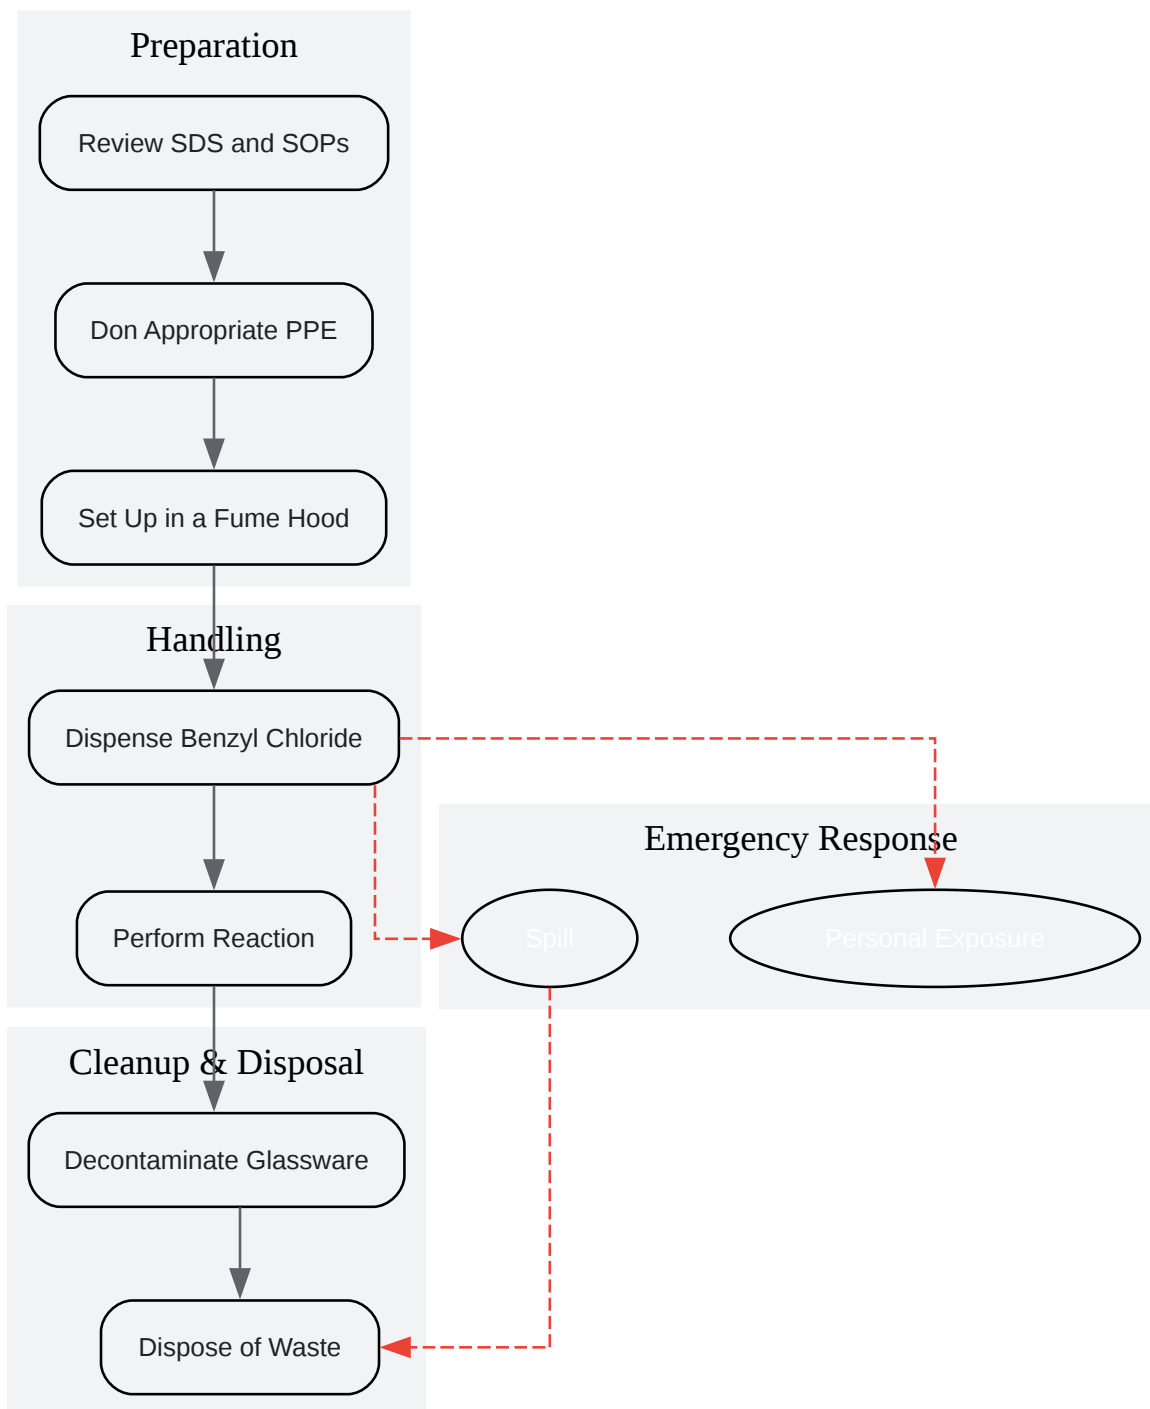 Preparation
Review SDS and SOPs
Don Appropriate PPE
Set Up in a Fume Hood
Handling
Dispense Benzyl Chloride
Perform Reaction
Emergency Response
Spill
Personal Exposure
Cleanup & Disposal
Decontaminate Glassware
Dispose of Waste